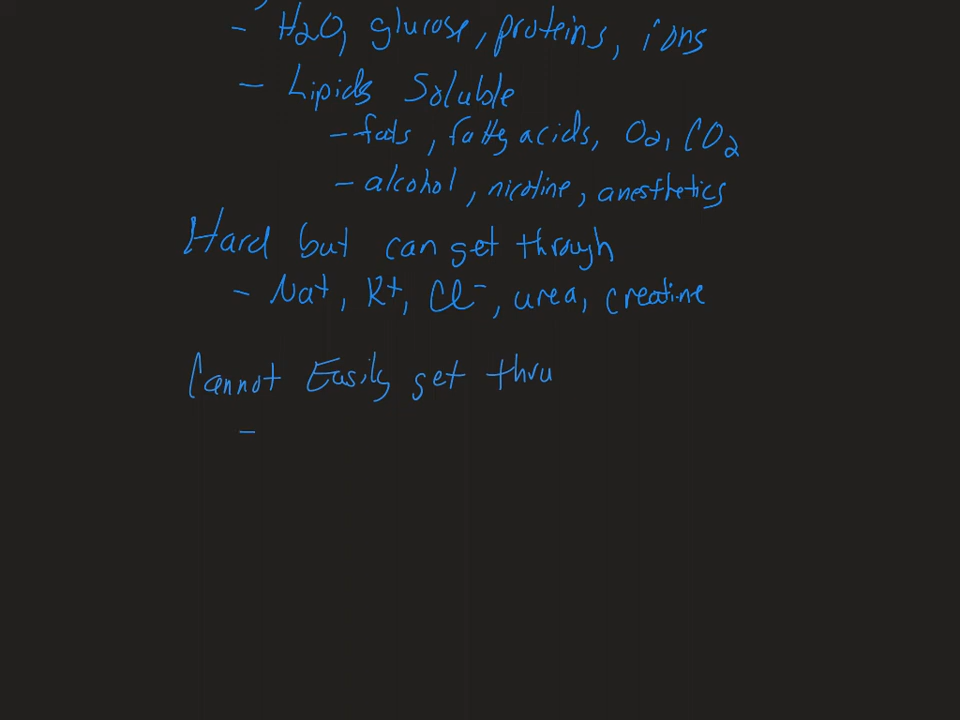 - H2O, glucose, proteins, ions
- Lipids Soluble
- fats, fatty acids, O2, CO2
- alcohol, nicotine, anesthetics
Hard but can get through
- Na+, K+, Cl-, urea, creatine
Cannot Easily get thru
-